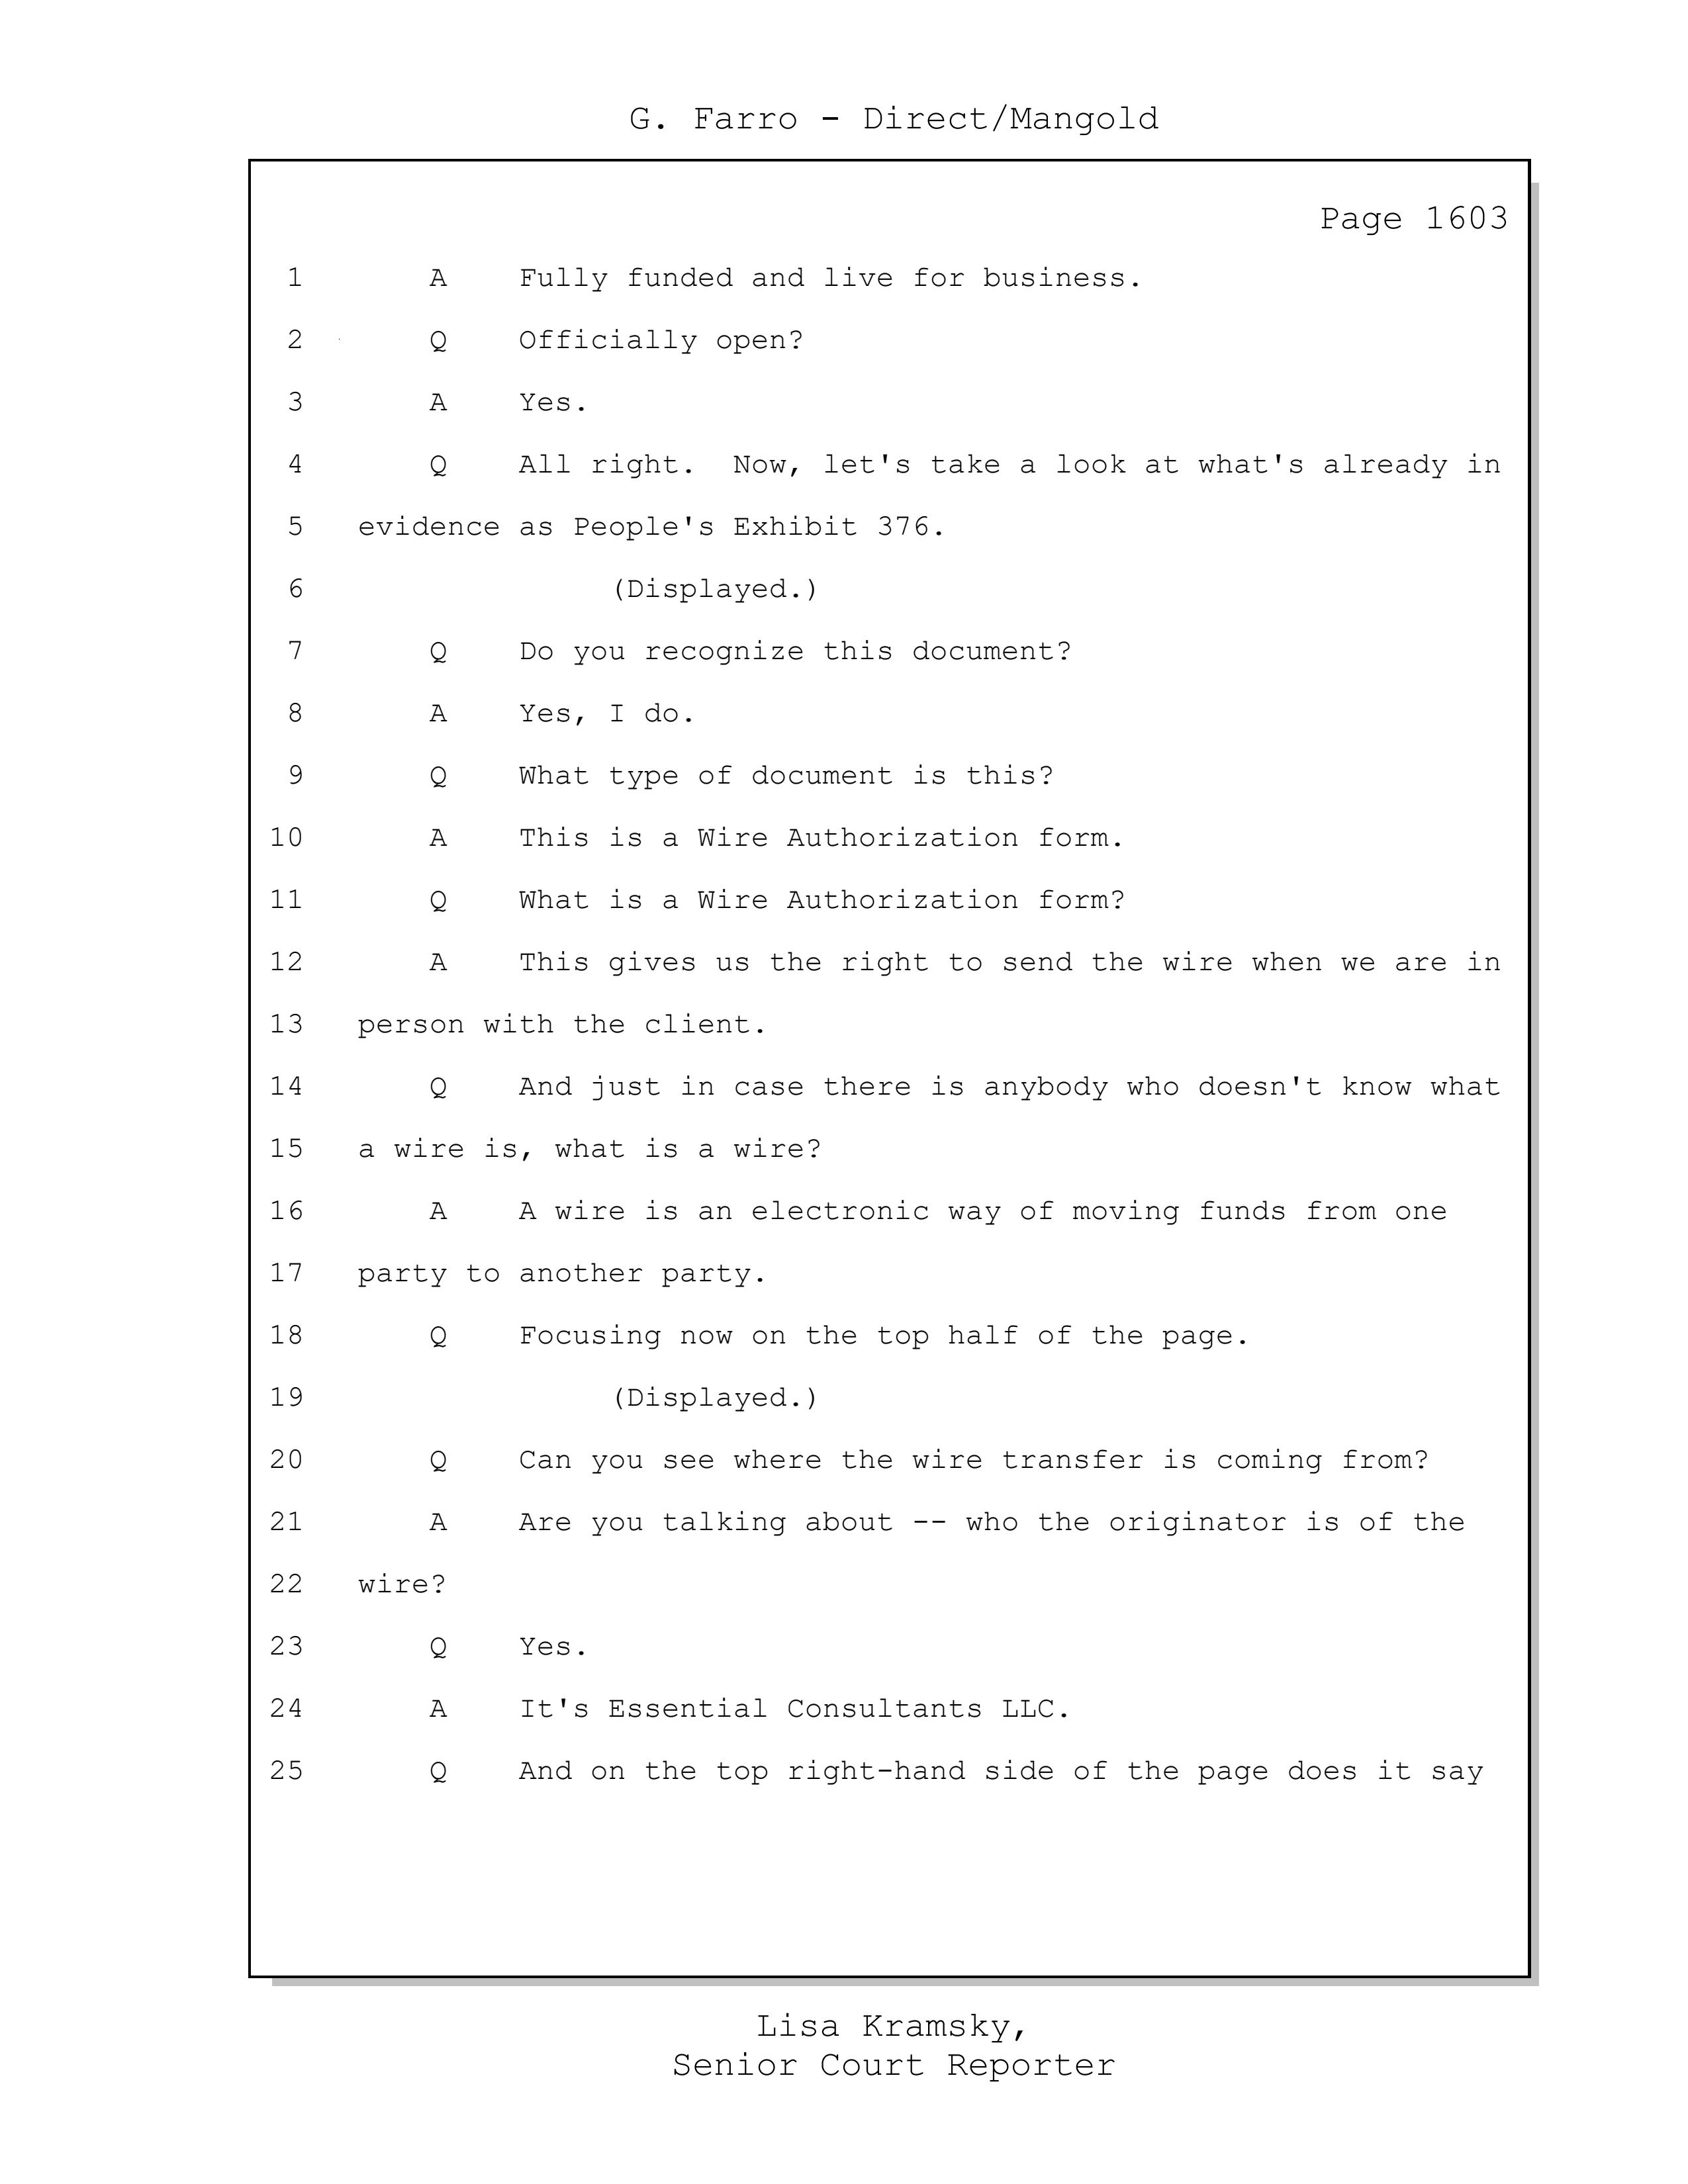 G. Farro - Direct/Mangold
Page 1603
1 A Fully funded and live for business.
2 Q Officially open?
3 A Yes.
4 Q All right. Now, let's take a look at what's already in
5 evidence as People's Exhibit 376.
6 (Displayed.)
7 Q Do you recognize this document?
8 A Yes, I do.
9 Q What type of document is this?
10 A This is a Wire Authorization form.
11 Q What is a Wire Authorization form?
12 A This gives us the right to send the wire when we are in
13 person with the client.
14 Q And just in case there is anybody who doesn't know what
15 a wire is, what is a wire?
16 A A wire is an electronic way of moving funds from one
17 party to another party.
18 Q Focusing now on the top half of the page.
19 (Displayed.)
20 Q Can you see where the wire transfer is coming from?
21 A Are you talking about -- who the originator is of the
22 wire?
23 Q Yes.
24 A It's Essential Consultants LLC.
25 Q And on the top right-hand side of the page does it say
Lisa Kramsky,
Senior Court Reporter